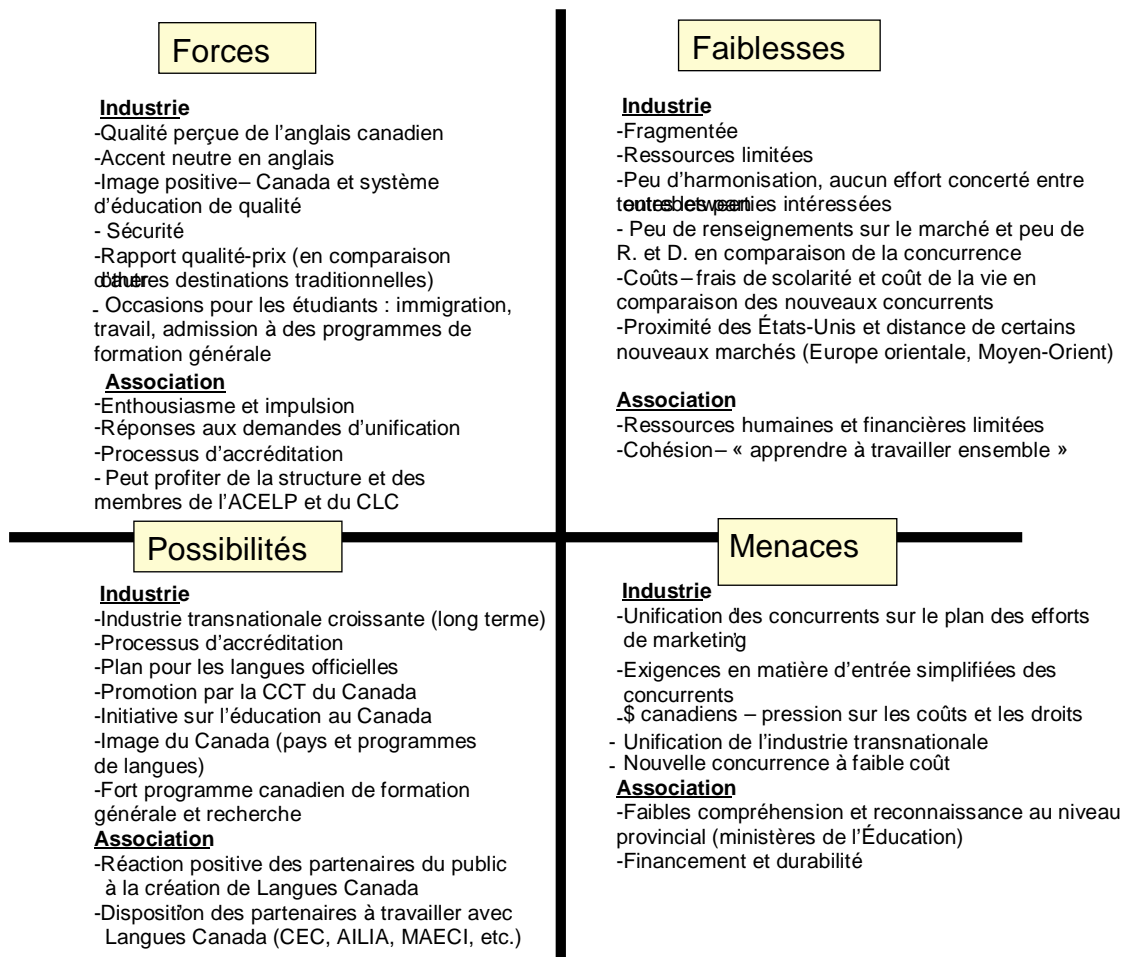 Forces
Industrie
-Qualité perçue de l'anglais canadien
-Accent neutre en anglais
-Image positive– Canada et système
d'éducation de qualité
- Sécurité
-Rapport qualité-prix (en comparaison
destinations traditionnelles)
- Occasions pour les étudiants : immigration,
travail, admission à des programmes de
formation générale
Association
-Enthousiasme et impulsion
-Réponses aux demandes d'unification
-Processus d'accréditation
- Peut profiter de la structure et des
membres de l'ACELP et du CLC
Faiblesses
Industrie
-Fragmentée
-Ressources limitées
-Peu d'harmonisation, aucun effort concerté entre
intéressées
- Peu de renseignements sur le marché et peu de
R. et D. en comparaison de la concurrence
-Coûts – frais de scolarité et coût de la vie en
comparaison des nouveaux concurrents
-Proximité des États-Unis et distance de certains
nouveaux marchés (Europe orientale, Moyen-Orient)
Association
-Ressources humaines et financières limitées
-Cohésion – « apprendre à travailler ensemble »
Possibilités
Industrie
-Industrie transnationale croissante (long terme)
-Processus d'accréditation
-Plan pour les langues officielles
-Promotion par la CCT du Canada
-Initiative sur l'éducation au Canada
-Image du Canada (pays et programmes
de langues)
-Fort programme canadien de formation
générale et recherche
Association
-Réaction positive des partenaires du public
à la création de Langues Canada
-Disposition des partenaires à travailler avec
Langues Canada (CEC, AILIA, MAECI, etc.)
Menaces
Industrie
-Unification des concurrents sur le plan des efforts
de marketing
-Exigences en matière d'entrée simplifiées des
concurrents
-$ canadiens – pression sur les coûts et les droits
- Unification de l'industrie transnationale
- Nouvelle concurrence à faible coût
Association
-Faibles compréhension et reconnaissance au niveau
provincial (ministères de l'Éducation)
-Financement et durabilité